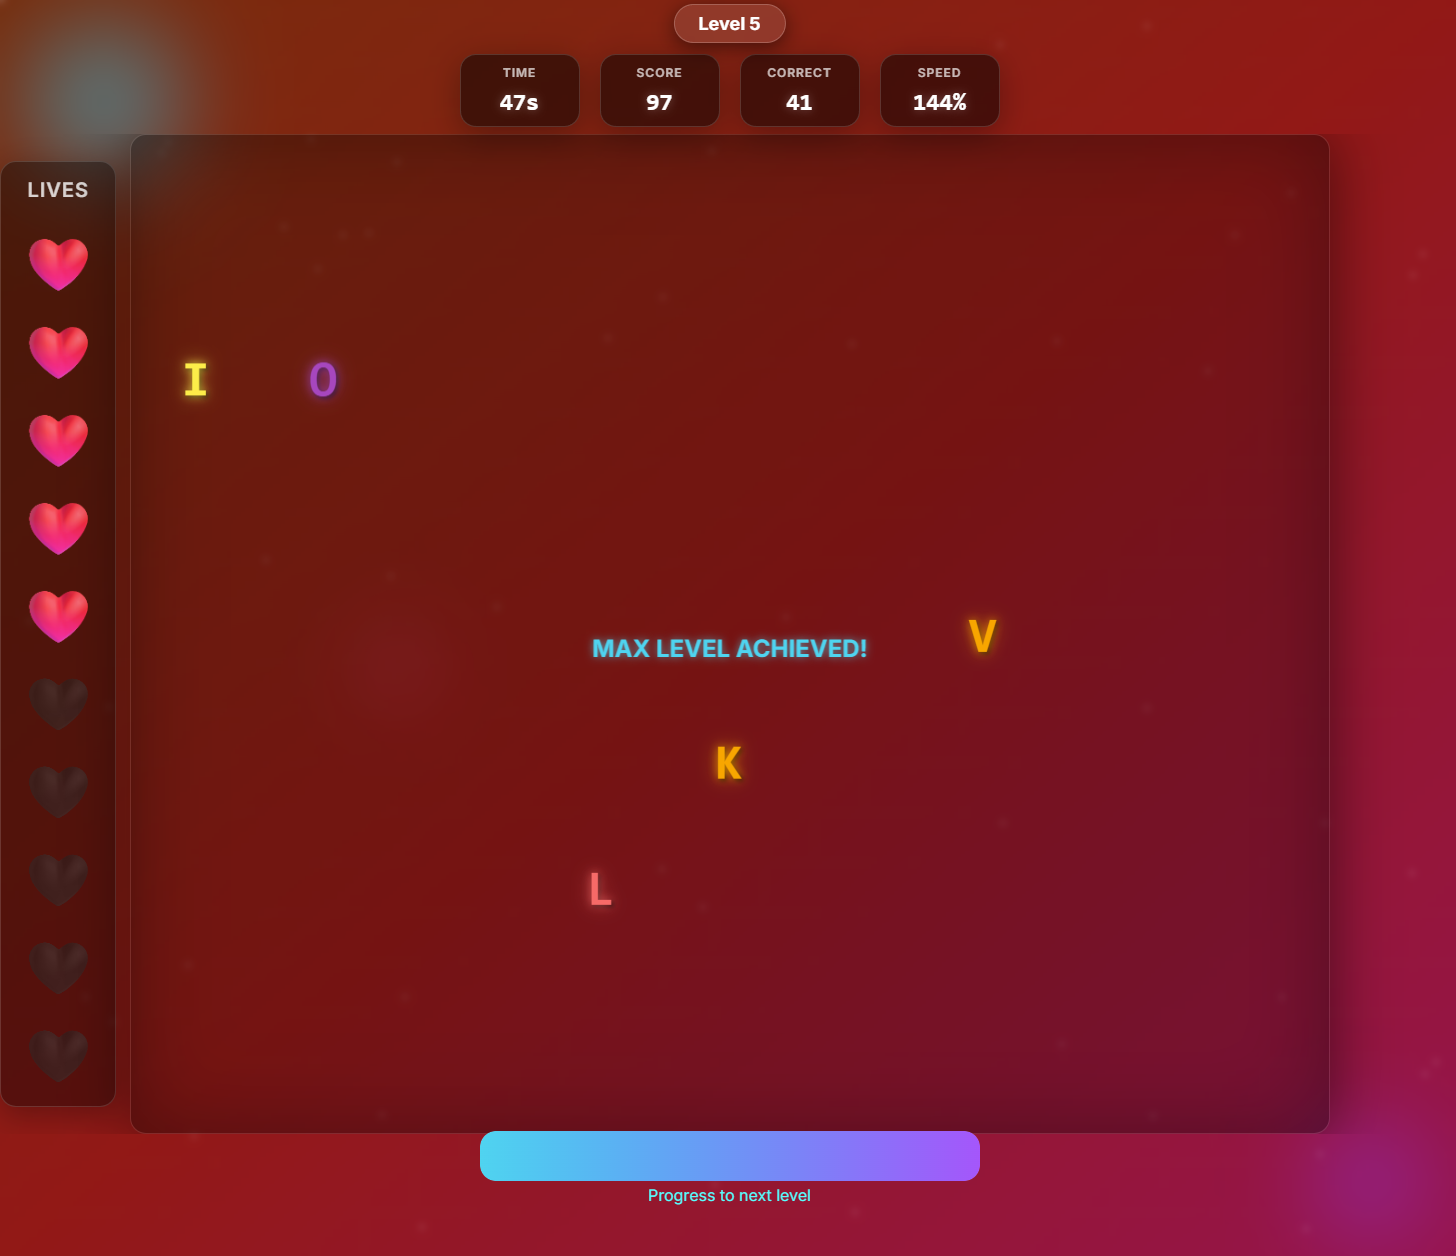 Level 5
TIME
47s
SCORE
97
CORRECT
41
SPEED
144%
LIVES
I O
V
MAX LEVEL ACHIEVED!
K
L
Progress to next level